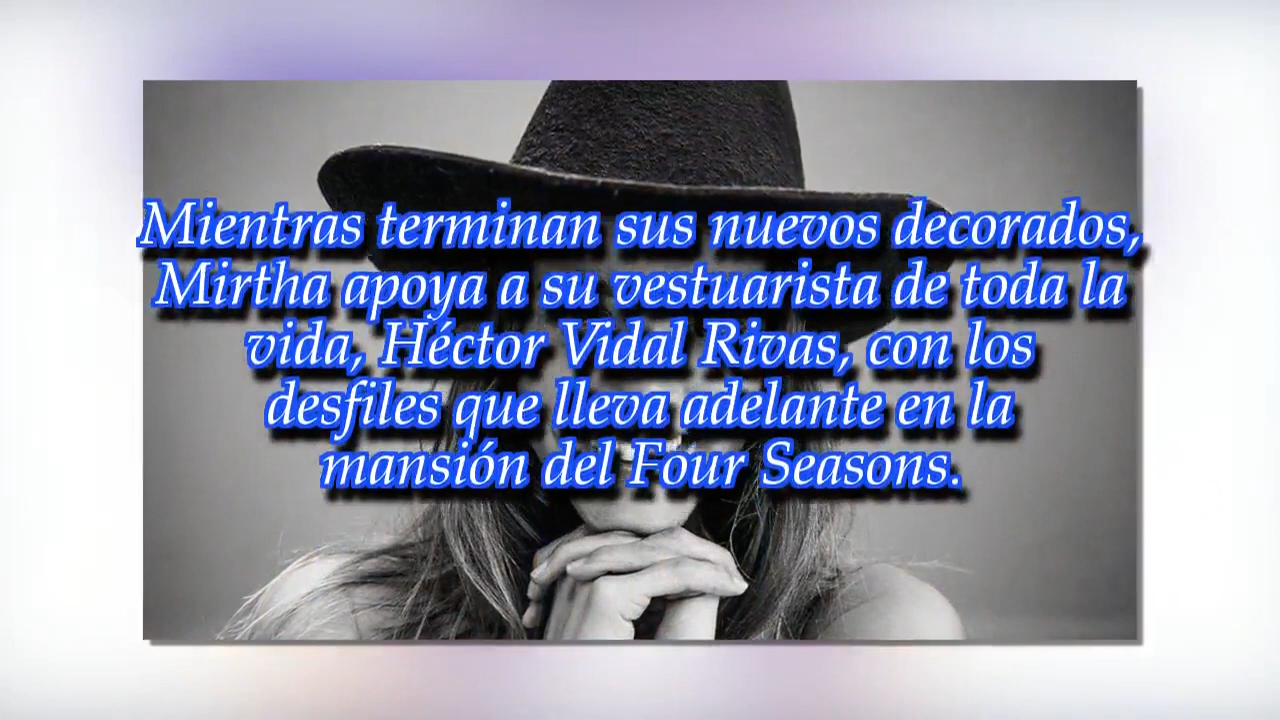 Mientras terminan sus nuevos decorados,
Mirtha apoya a su vestuarista de toda la
vida, Héctor Vidal Rivas, con los
desfiles que lleva adelante en la
mansión del Four Seasons.